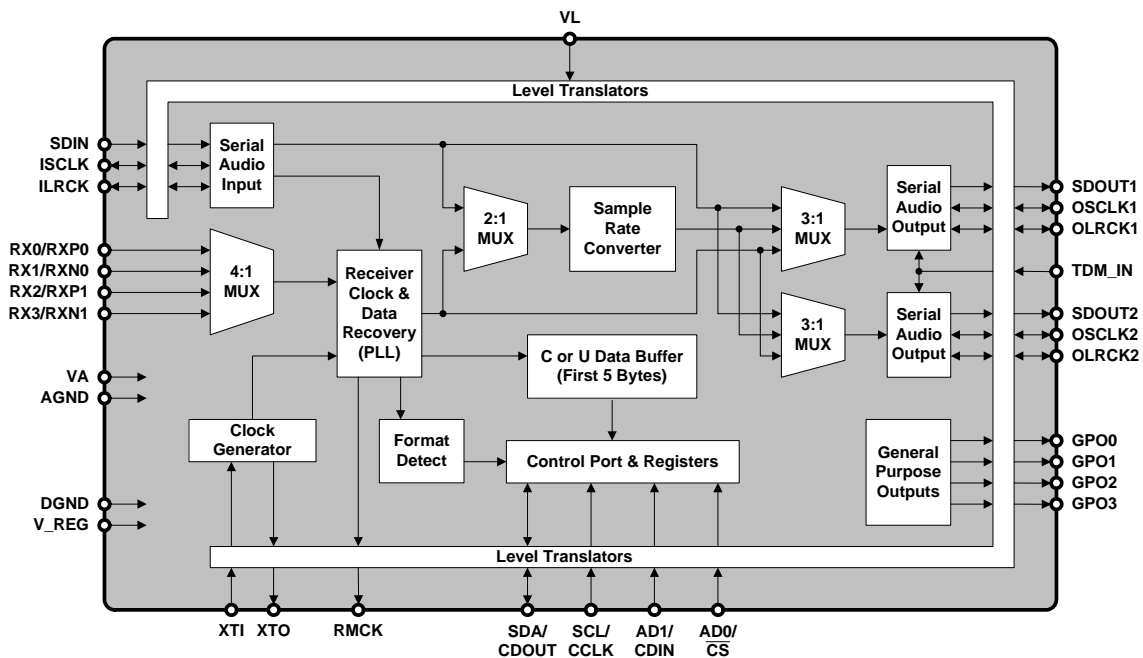 VL
Level Translators
SDIN
ISCLK
ILRCK
Serial
Audio
Input
RX0/RXP0
RX1/RXN0
RX2/RXP1
RX3/RXN1
4:1
MUX
Receiver
Clock &
Data
Recovery
(PLL)
2:1
MUX
Sample
Rate
Converter
3:1
MUX
Serial
Audio
Output
SDOUT1
OSCLK1
OLRCK1
TDM_IN
3:1
MUX
Serial
Audio
Output
SDOUT2
OSCLK2
OLRCK2
VA
AGND
C or U Data Buffer
(First 5 Bytes)
Clock
Generator
Format
Detect
Control Port & Registers
General
Purpose
Outputs
GPO0
GPO1
GPO2
GPO3
DGND
V_REG
Level Translators
XTI
XTO
RMCK
SDA/
CDOUT
SCL/
CCLK
AD1/
CDIN
AD0/
CS